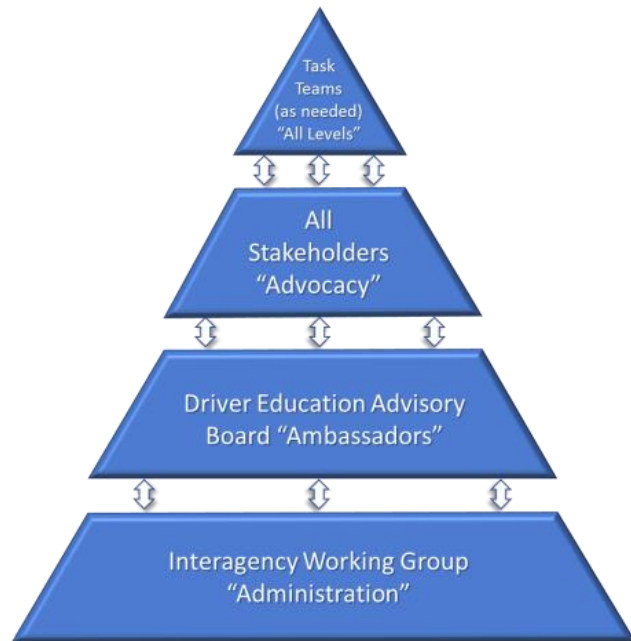 Task
Teams
(as needed)
“All Levels”
All
Stakeholders
“Advocacy”
Driver Education Advisory
Board “Ambassadors”
Interagency Working Group
“Administration”